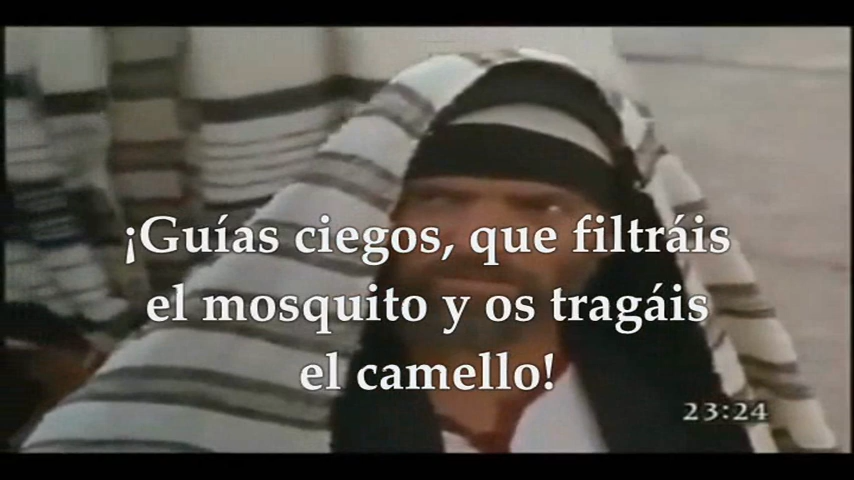 ¡Guías ciegos, que filtráis
el mosquito y os tragáis
el camello!
23:24